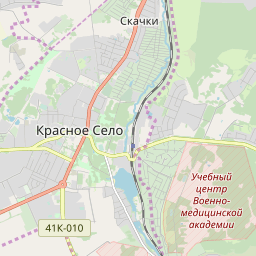 Скачки
Красное Село
Учебный
центр
Военно-
медицинской
академии
41К-010